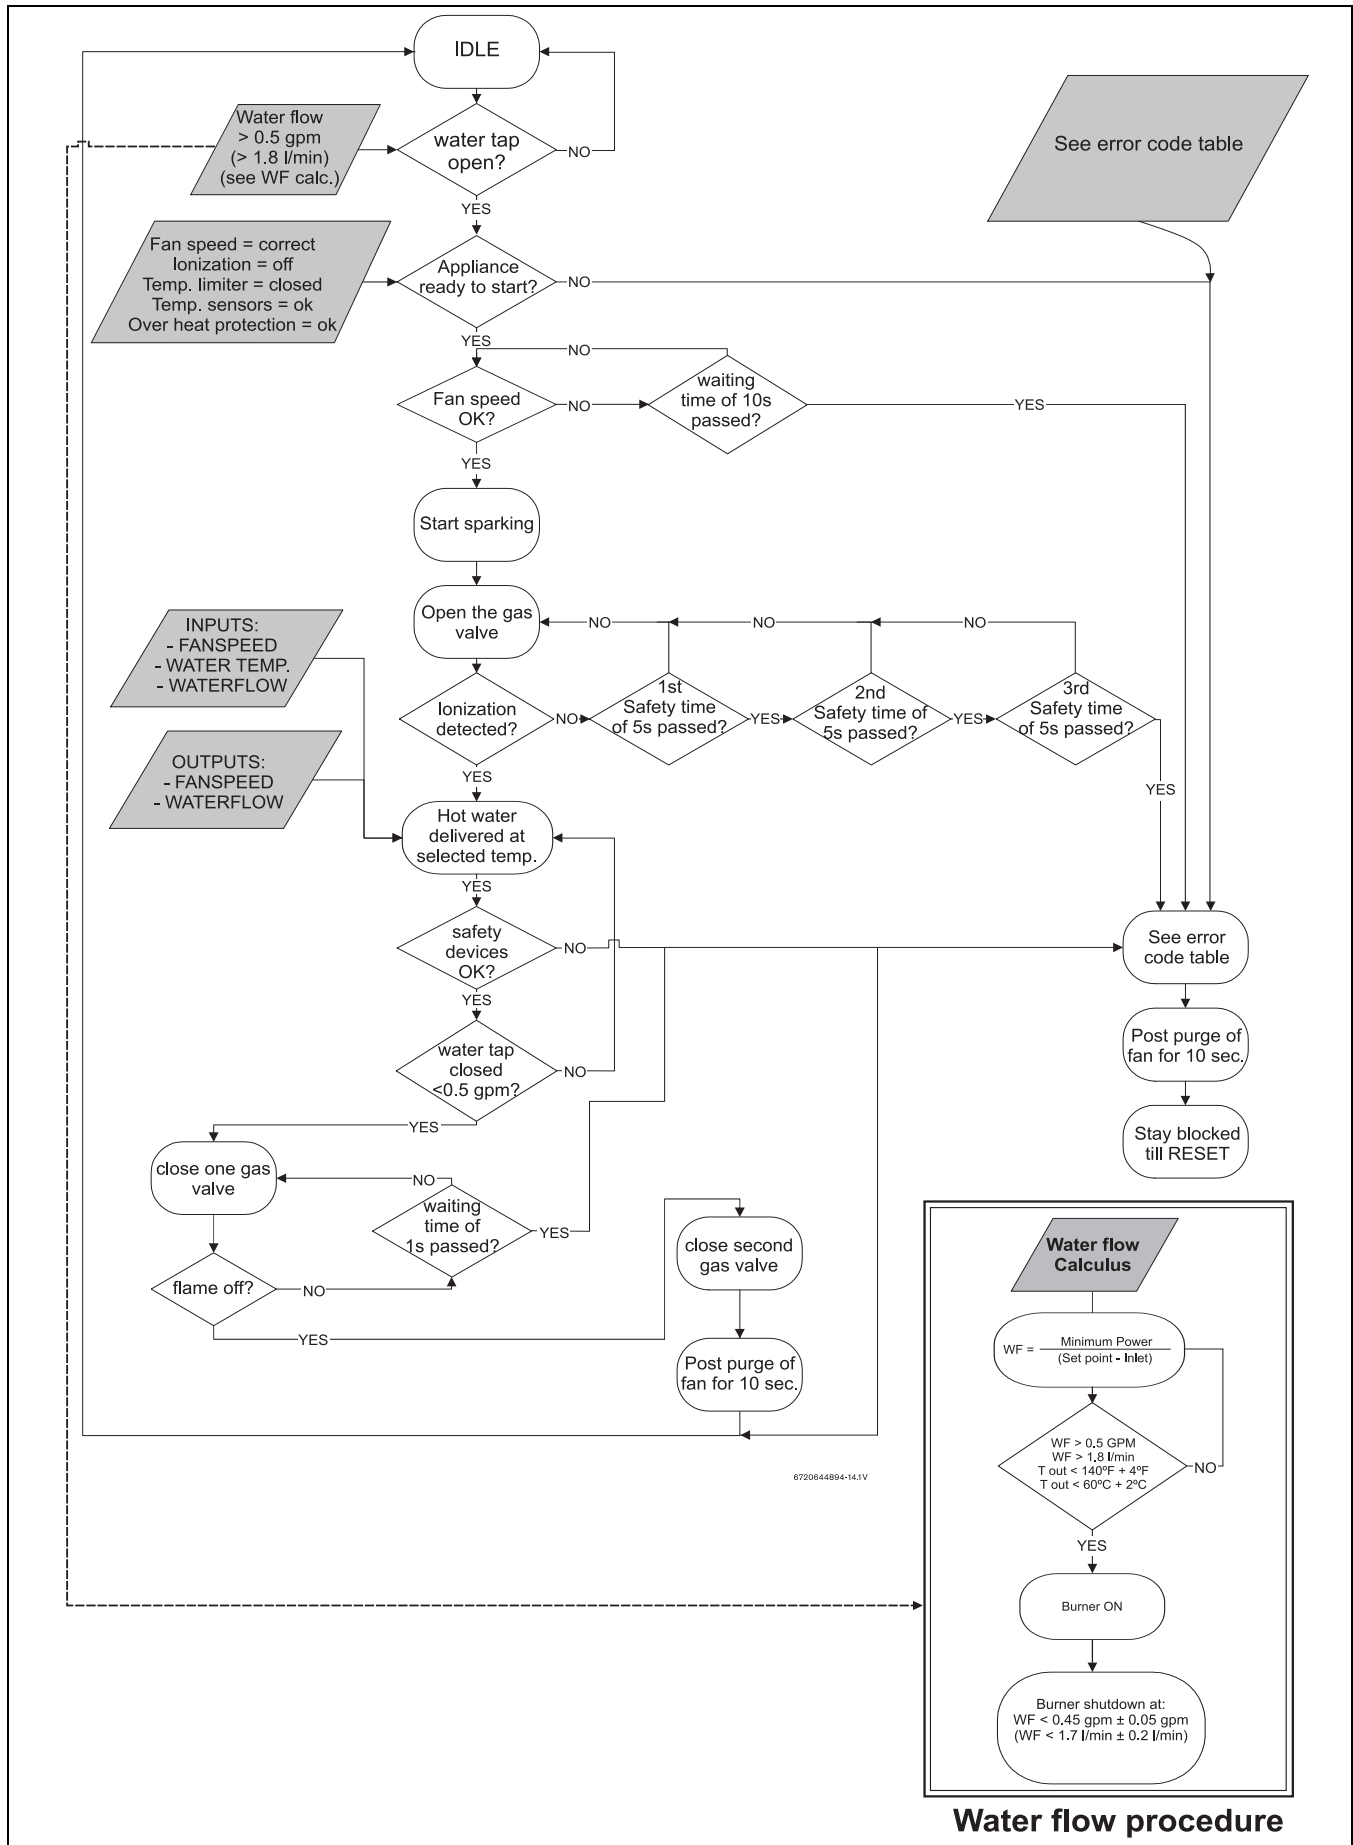 IDLE
Water flow
> 0.5 gpm
(> 1.8 l/min)
(see WF calc.)
water tap
open?
NO
See error code table
YES
Fan speed = correct
Ionization = off
Temp. limiter = closed
Temp. sensors = ok
Over heat protection = ok
Appliance
ready to start?
NO
YES
NO
Fan speed
OK?
NO
waiting
time of 10s
passed?
YES
YES
Start sparking
Open the gas
valve
NO
NO
NO
INPUTS:
- FANSPEED
- WATER TEMP.
- WATERFLOW
Ionization
detected?
NO
1st
Safety time
of 5s passed?
YES
2nd
Safety time of
5s passed?
YES
3rd
Safety time
of 5s passed?
YES
YES
OUTPUTS:
- FANSPEED
- WATERFLOW
Hot water
delivered at
selected temp.
YES
safety
devices
OK?
NO
See error
code table
YES
water tap
closed
<0.5 gpm?
NO
Post purge of
fan for 10 sec.
YES
Stay blocked
till RESET
close one gas
valve
NO
waiting
time of
1s passed?
YES
close second
gas valve
flame off?
NO
YES
Post purge of
fan for 10 sec.
6720644894-14.1V
Water flow
Calculus
WF =
Minimum Power
(Set point - Inlet)
WF > 0.5 GPM
WF > 1.8 l/min
T out < 140ºF + 4ºF
T out < 60ºC + 2ºC
NO
YES
Burner ON
Burner shutdown at:
WF < 0.45 gpm ± 0.05 gpm
(WF < 1.7 l/min ± 0.2 l/min)
Water flow procedure